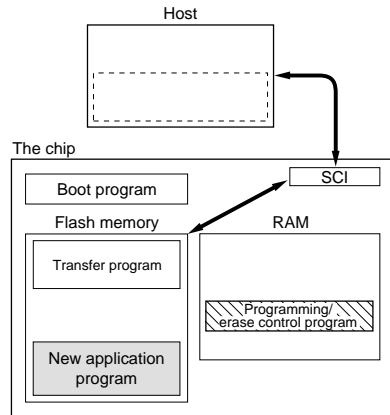 Host
The chip
SCI
Boot program
Flash memory
RAM
Transfer program
Programming/
erase control program
New application
program